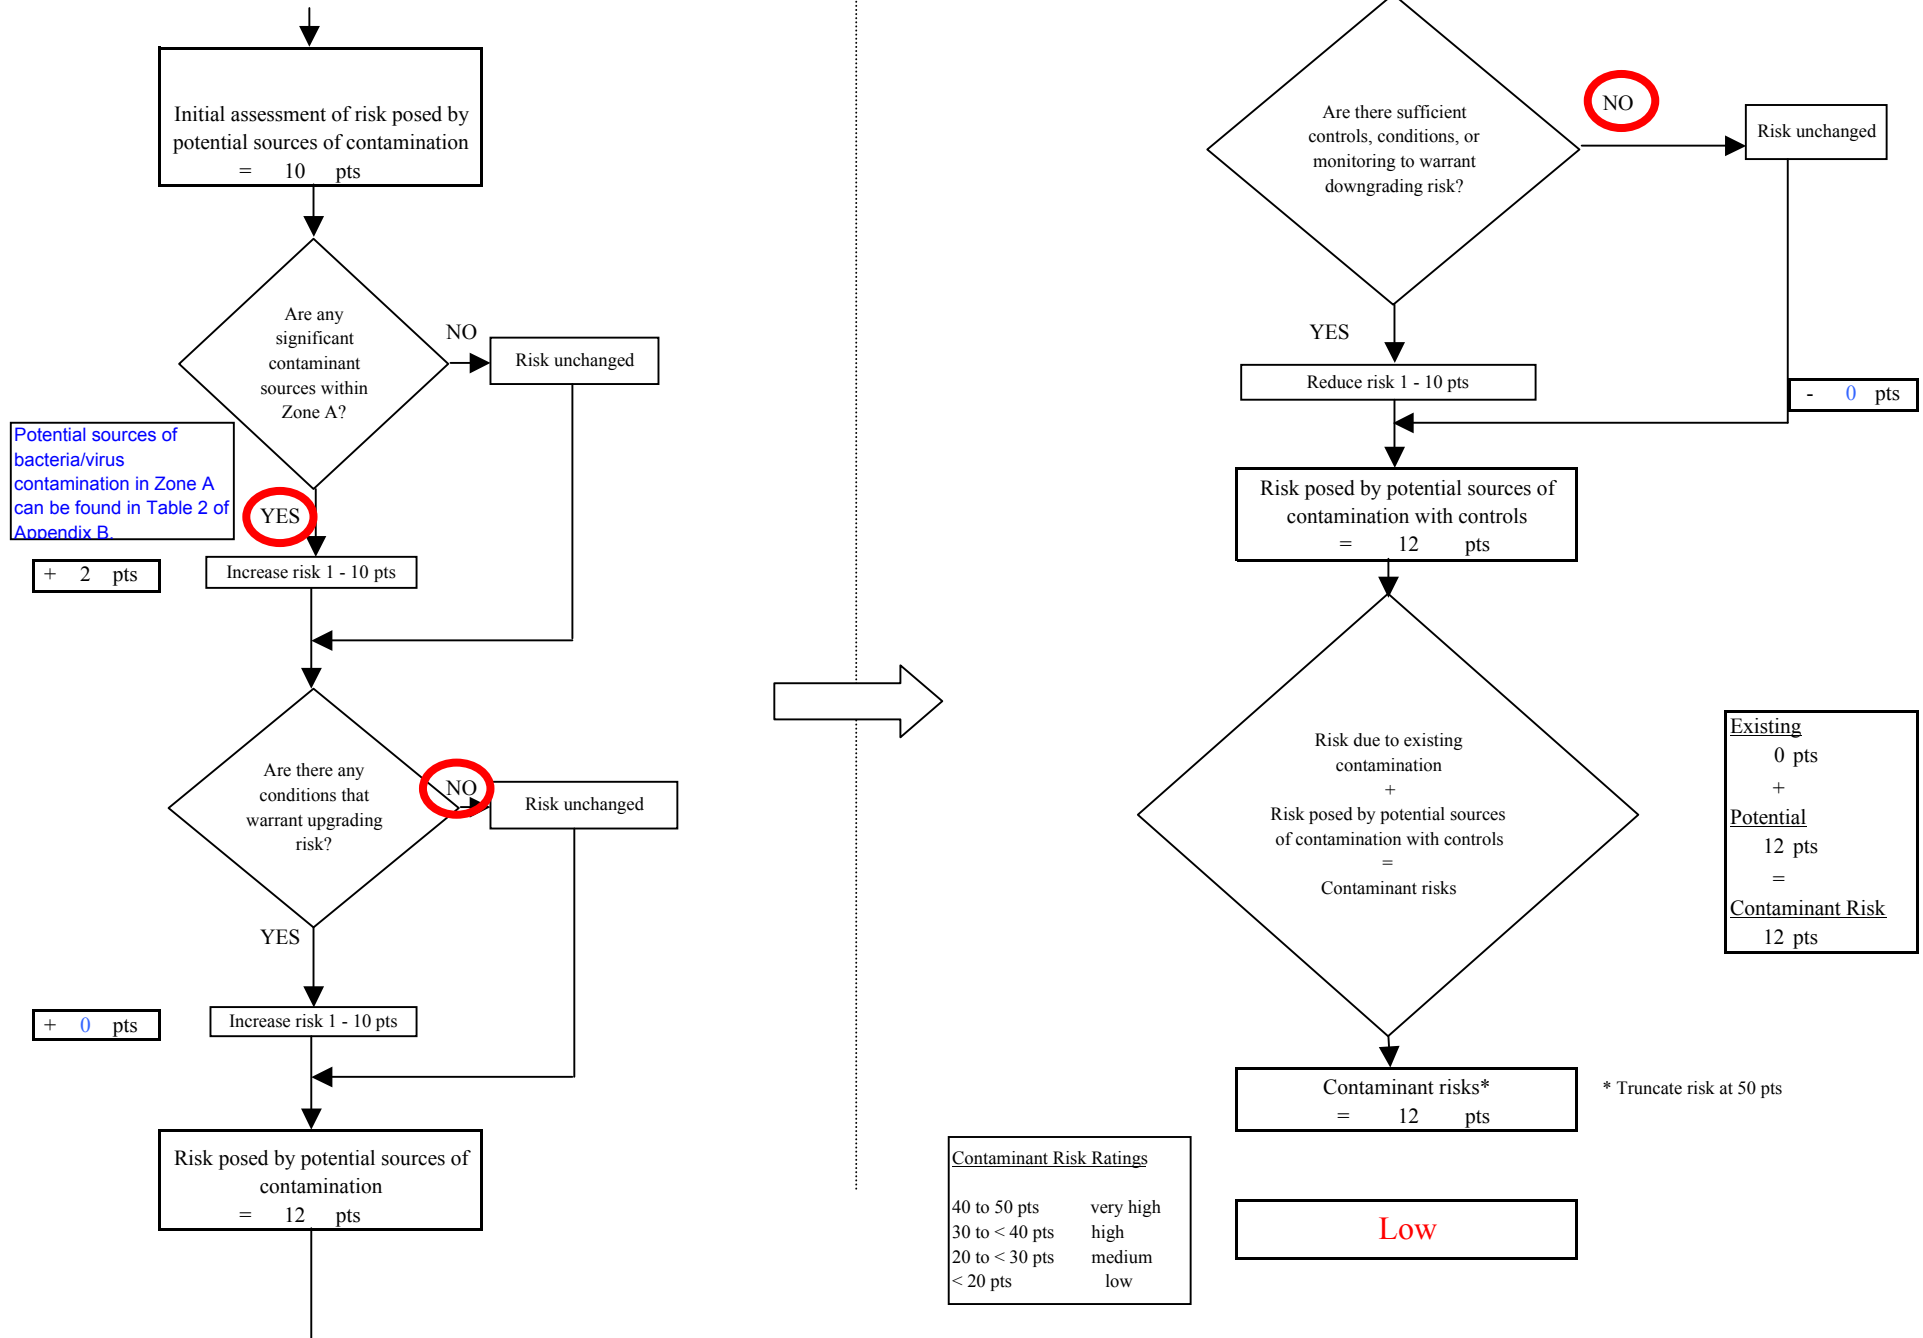 Initial assessment of risk posed by
potential sources of contamination
= 10 pts
Are any
significant
contaminant
sources within
Zone A?
NO
Risk unchanged
Potential sources of
bacteria/virus
contamination in Zone A
can be found in Table 2 of
Appendix B.
YES
+ 2 pts
Increase risk 1 - 10 pts
Are there any
conditions that
warrant upgrading
risk?
NO
Risk unchanged
YES
+ 0 pts
Increase risk 1 - 10 pts
Risk posed by potential sources of
contamination
= 12 pts
Are there sufficient
controls, conditions, or
monitoring to warrant
downgrading risk?
NO
Risk unchanged
YES
Reduce risk 1 - 10 pts
- 0 pts
Risk posed by potential sources of
contamination with controls
= 12 pts
Risk due to existing
contamination
+
Risk posed by potential sources
of contamination with controls
=
Contaminant risks
Existing
0 pts
+
Potential
12 pts
=
Contaminant Risk
12 pts
Contaminant risks*
= 12 pts
* Truncate risk at 50 pts
Contaminant Risk Ratings
40 to 50 pts very high
30 to < 40 pts high
20 to < 30 pts medium
< 20 pts low
Low